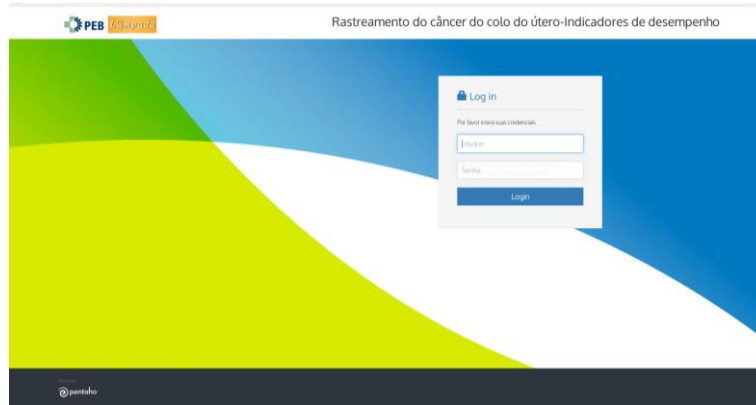 PEB
Rastreamento do câncer do colo do útero-Indicadores de desempenho
Log in
Por favor insira suas credenciais
Usuário
Senha
Login
pentaho